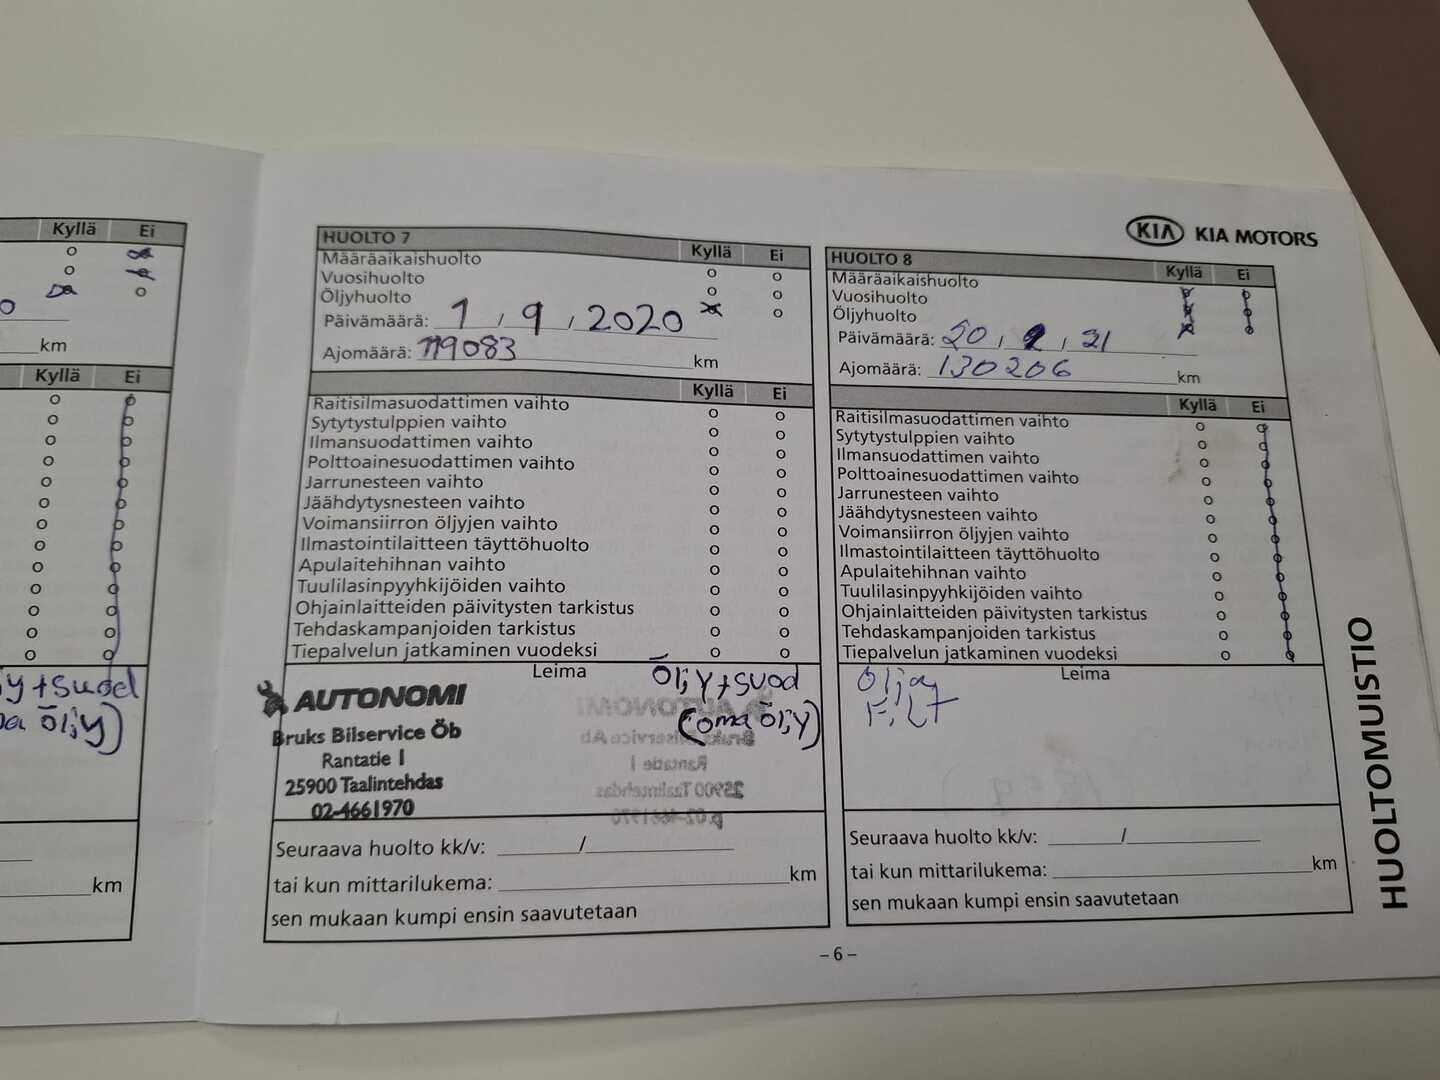 Kyllä Ei
0
km
Kyllä Ei
y+suod
öljy)
km
HUOLTO 7
Kyllä Ei
Määräaikaishuolto
Vuosihuolto
Öljyhuolto
Päivämäärä: 1 / 9 / 2020
Ajomäärä: 119083 km
Kyllä Ei
Raitisilmasuodattimen vaihto
Sytytystulppien vaihto
Ilmansuodattimen vaihto
Polttoainesuodattimen vaihto
Jarrunesteen vaihto
Jäähdytysnesteen vaihto
Voimansiirron öljyjen vaihto
Ilmastointilaitteen täyttöhuolto
Apulaitehihnan vaihto
Tuulilasinpyyhkijöiden vaihto
Ohjainlaitteiden päivitysten tarkistus
Tehdaskampanjoiden tarkistus
Tiepalvelun jatkaminen vuodeksi
Leima
Öljy+suod
(oma öljy)
AUTONOMI
Bruks Bilservice Öb
Rantatie 1
25900 Taalintehdas
02-4661970
Seuraava huolto kk/v: /
tai kun mittarilukema: km
sen mukaan kumpi ensin saavutetaan
KIA KIA MOTORS
HUOLTO 8
Kyllä Ei
Määräaikaishuolto
Vuosihuolto
Öljyhuolto
Päivämäärä: 20 / / 21
Ajomäärä: 130206 km
Kyllä Ei
Raitisilmasuodattimen vaihto
Sytytystulppien vaihto
Ilmansuodattimen vaihto
Polttoainesuodattimen vaihto
Jarrunesteen vaihto
Jäähdytysnesteen vaihto
Voimansiirron öljyjen vaihto
Ilmastointilaitteen täyttöhuolto
Apulaitehihnan vaihto
Tuulilasinpyyhkijöiden vaihto
Ohjainlaitteiden päivitysten tarkistus
Tehdaskampanjoiden tarkistus
Tiepalvelun jatkaminen vuodeksi
Leima
Seuraava huolto kk/v: /
tai kun mittarilukema: km
sen mukaan kumpi ensin saavutetaan
HUOLTOMUISTIO
– 6 –